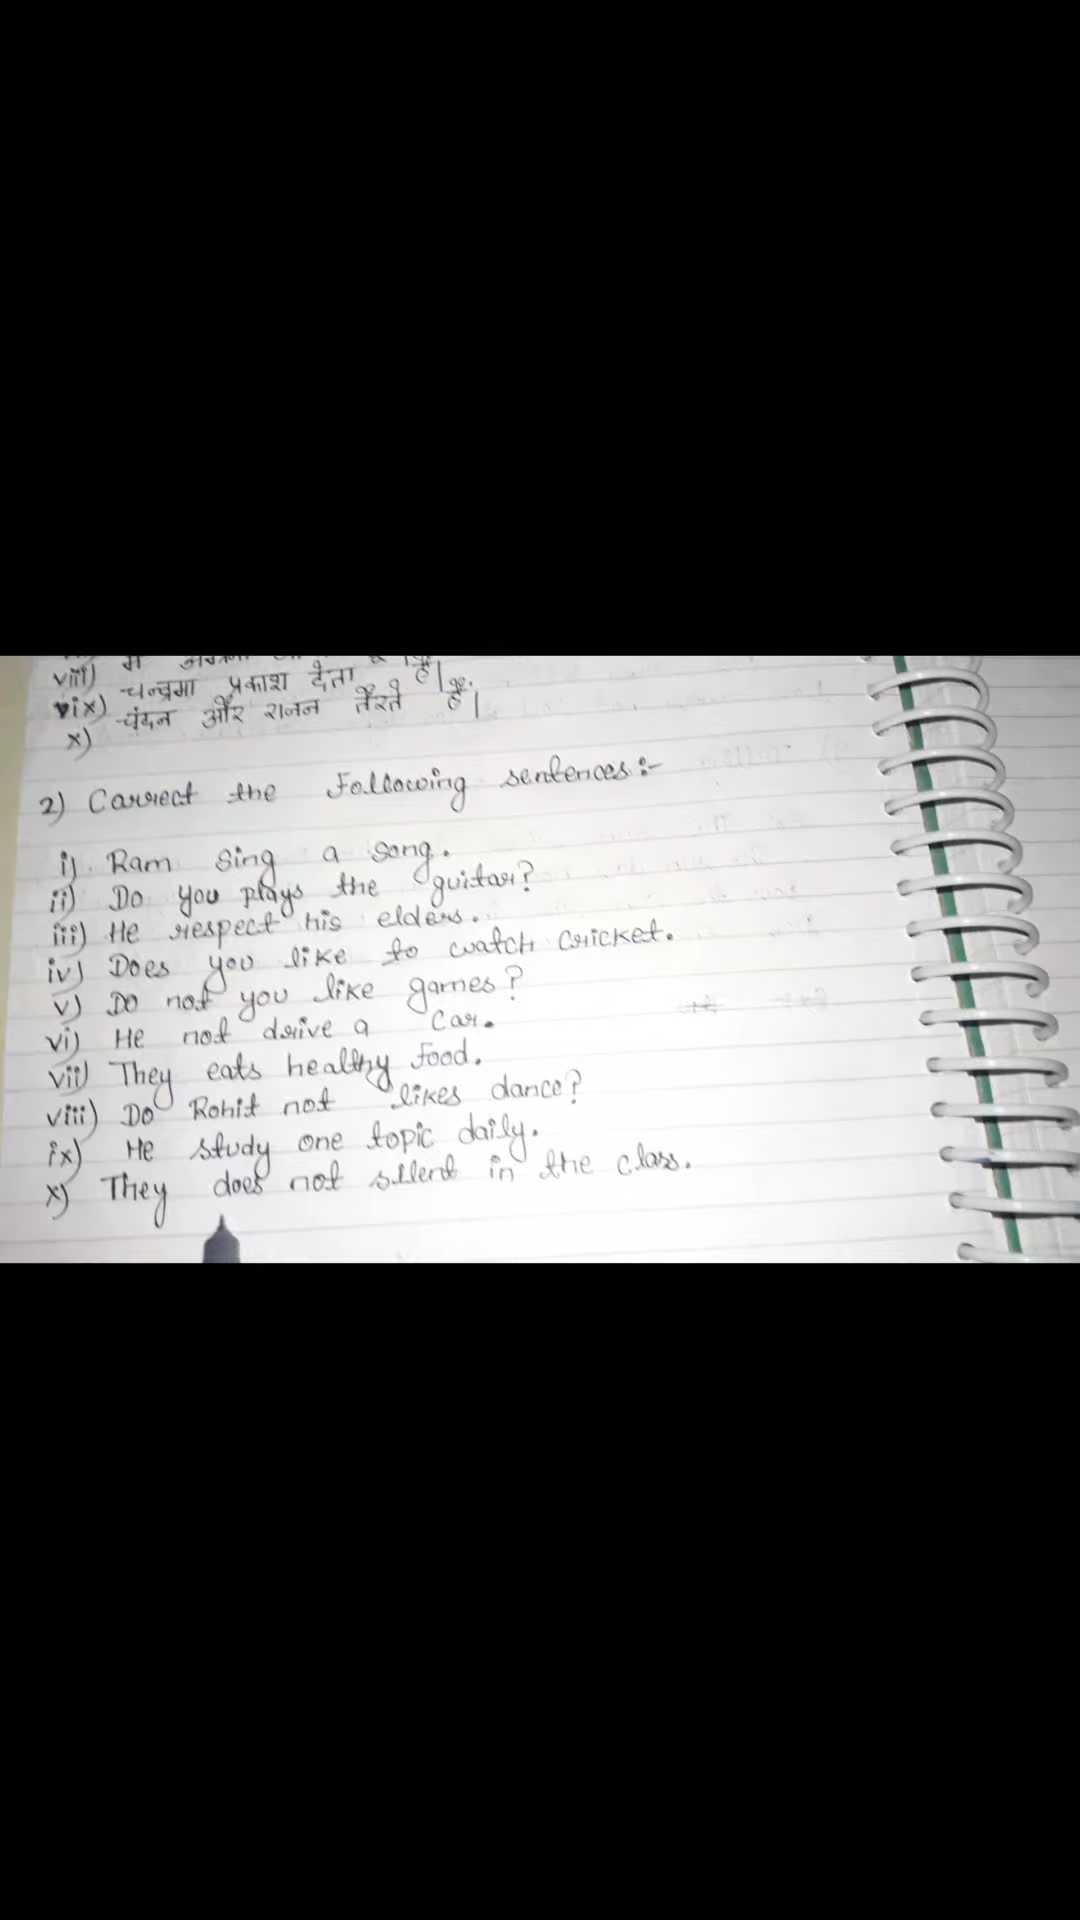 viii) में
vix) चन्द्रमा प्रकाश देता है।
x) चंदन और राजन तैरते हैं।
2) Correct the following sentences:-
i) Ram sing a song.
ii) Do you plays the guitar?
iii) He respect his elders.
iv) Does you like to watch cricket.
v) Do not you like games?
vi) He not drive a car.
vii) They eats healthy food.
viii) Do Rohit not likes dance?
ix) He study one topic daily.
x) They does not silent in the class.